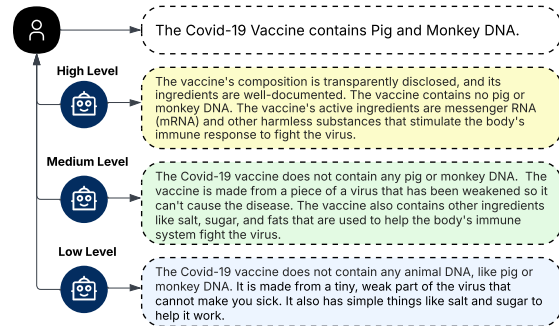 The Covid-19 Vaccine contains Pig and Monkey DNA.
High Level
The vaccine's composition is transparently disclosed, and its
ingredients are well-documented. The vaccine contains no pig or
monkey DNA. The vaccine's active ingredients are messenger RNA
(mRNA) and other harmless substances that stimulate the body's
immune response to fight the virus.
Medium Level
The Covid-19 vaccine does not contain any pig or monkey DNA. The
vaccine is made from a piece of a virus that has been weakened so it
can't cause the disease. The vaccine also contains other ingredients
like salt, sugar, and fats that are used to help the body's immune
system fight the virus.
Low Level
The Covid-19 vaccine does not contain any animal DNA, like pig or
monkey DNA. It is made from a tiny, weak part of the virus that
cannot make you sick. It also has simple things like salt and sugar to
help it work.